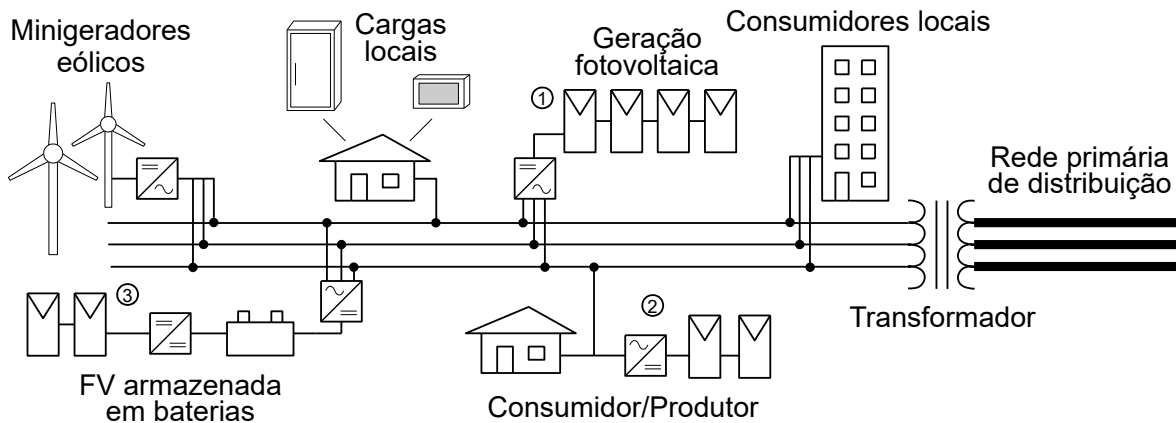 Minigeradores
eólicos
Cargas
locais
Geração
fotovoltaica
Consumidores locais
1
Rede primária
de distribuição
3
2
Transformador
FV armazenada
em baterias
Consumidor/Produtor